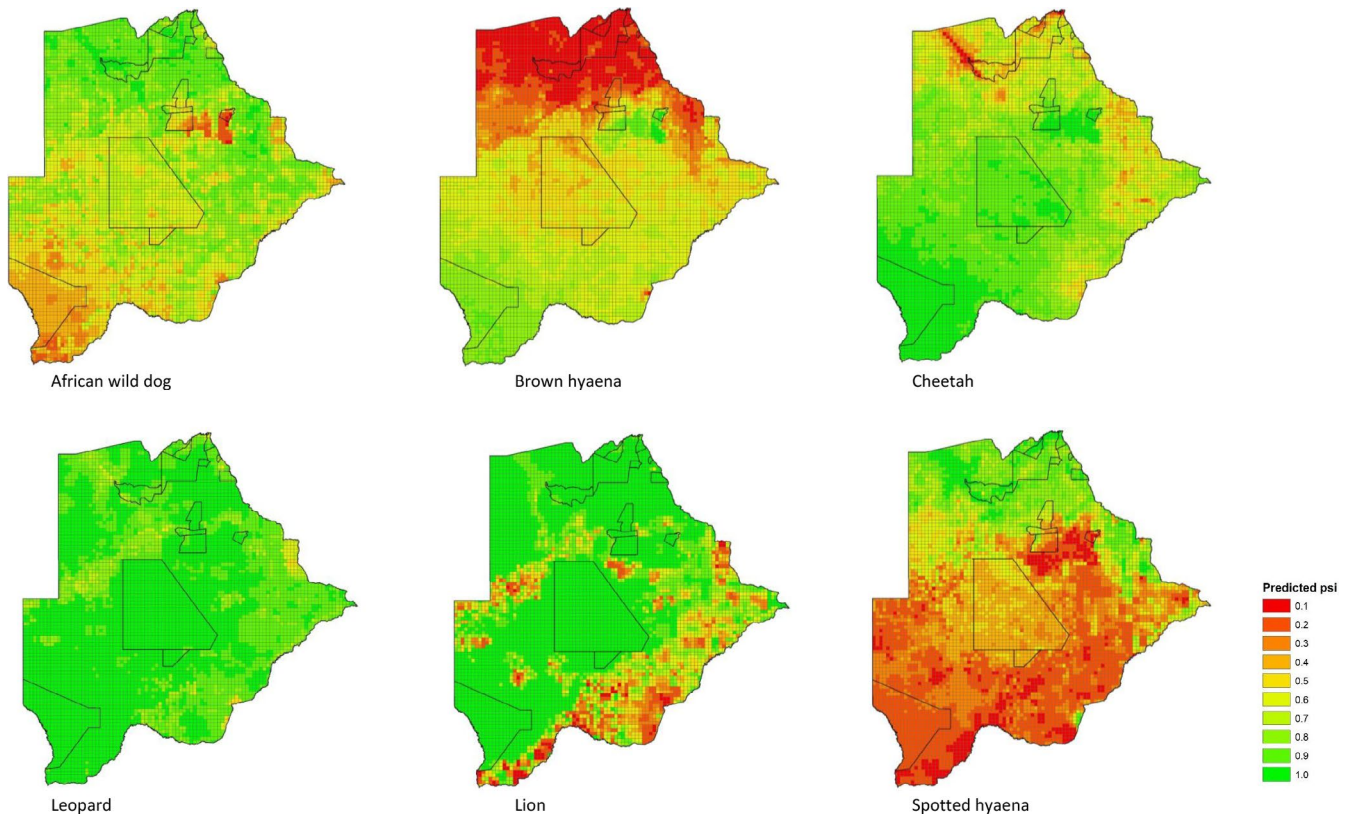 African wild dog
Brown hyaena
Cheetah
Leopard
Lion
Spotted hyaena
Predicted psi
0.1
0.2
0.3
0.4
0.5
0.6
0.7
0.8
0.9
1.0